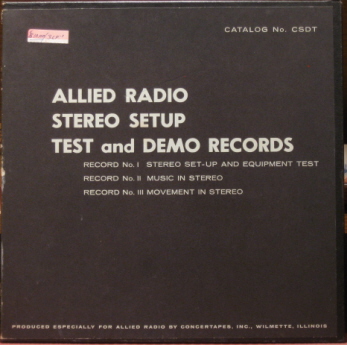 CATALOG No. CSDT
ALLIED RADIO
STEREO SETUP
TEST and DEMO RECORDS
RECORD No. I STEREO SET-UP AND EQUIPMENT TEST
RECORD No. II MUSIC IN STEREO
RECORD No. III MOVEMENT IN STEREO
PRODUCED ESPECIALLY FOR ALLIED RADIO BY CONCERTAPES, INC., WILMETTE, ILLINOIS